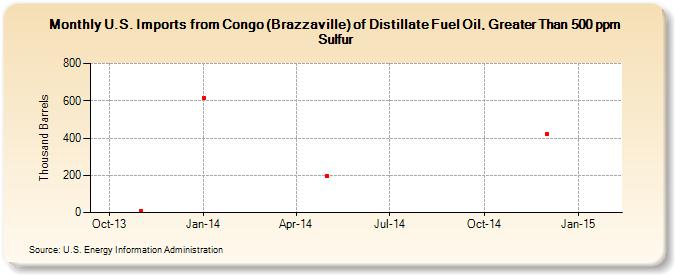 Monthly U.S. Imports from Congo (Brazzaville) of Distillate Fuel Oil, Greater Than 500 ppm
Sulfur
Thousand Barrels
800
600
400
200
0
Oct-13 Jan-14 Apr-14 Jul-14 Oct-14 Jan-15
Source: U.S. Energy Information Administration